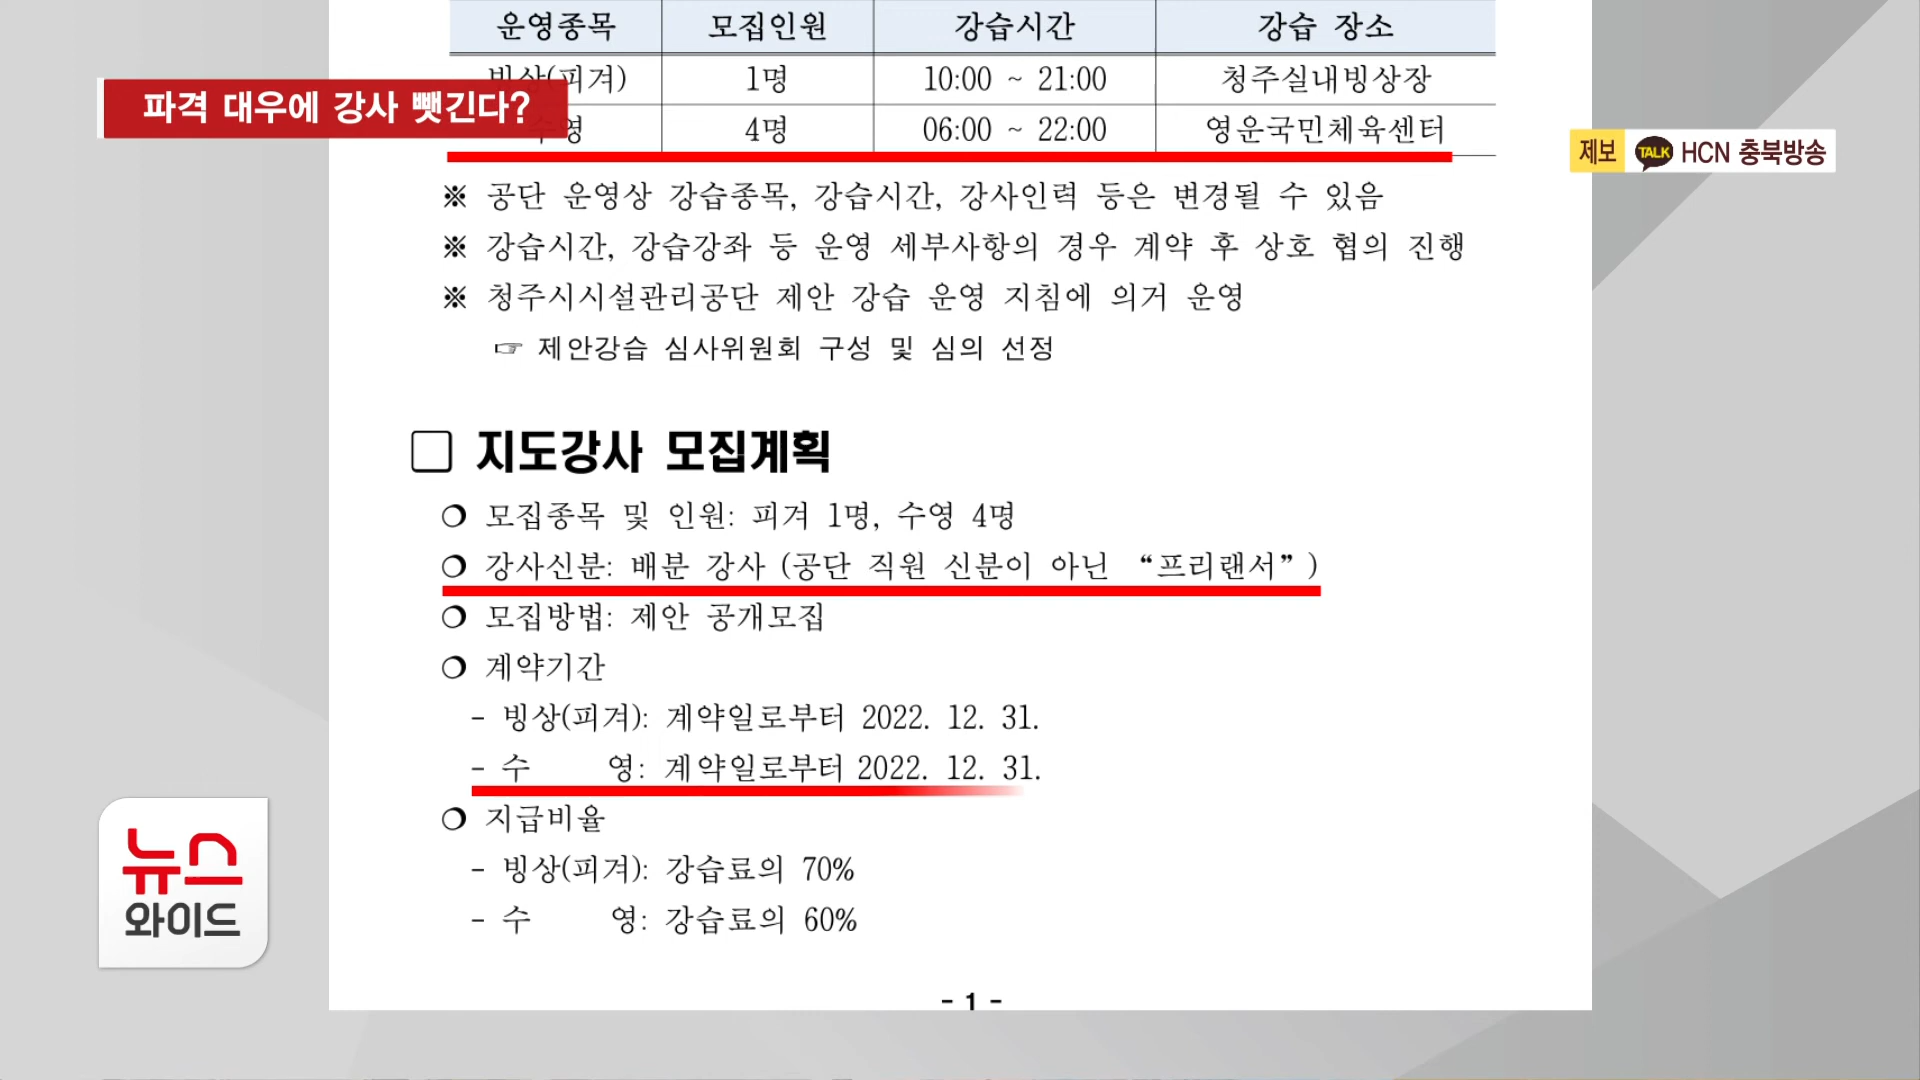 운영종목 모집인원 강습시간 강습 장소
빙상(피겨) 1명 10:00 ~ 21:00 청주실내빙상장
파격 대우에 강사 뺏긴다?
수영 4명 06:00 ~ 22:00 영운국민체육센터
제보 TALK HCN 충북방송
※ 공단 운영상 강습종목, 강습시간, 강사인력 등은 변경될 수 있음
※ 강습시간, 강습강좌 등 운영 세부사항의 경우 계약 후 상호 협의 진행
※ 청주시시설관리공단 제안 강습 운영 지침에 의거 운영
☞ 제안강습 심사위원회 구성 및 심의 선정
□ 지도강사 모집계획
❍ 모집종목 및 인원: 피겨 1명, 수영 4명
❍ 강사신분: 배분 강사 (공단 직원 신분이 아닌 “프리랜서”)
❍ 모집방법: 제안 공개모집
❍ 계약기간
- 빙상(피겨): 계약일로부터 2022. 12. 31.
- 수 영: 계약일로부터 2022. 12. 31.
❍ 지급비율
- 빙상(피겨): 강습료의 70%
- 수 영: 강습료의 60%
뉴스
와이드
- 1 -